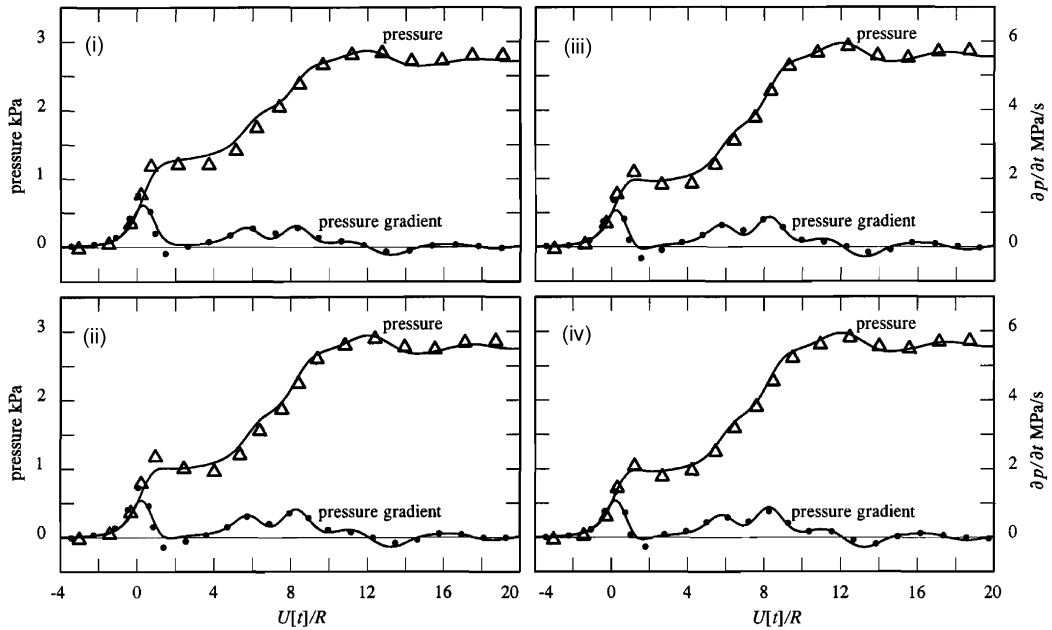 (i)
pressure
3
2
1
0
pressure kPa
pressure gradient
(iii)
pressure
6
4
2
0
∂p/∂t MPa/s
pressure gradient
(ii)
pressure
3
2
1
0
pressure kPa
pressure gradient
-4 0 4 8 12 16 20
U[t]/R
(iv)
pressure
6
4
2
0
∂p/∂t MPa/s
pressure gradient
-4 0 4 8 12 16 20
U[t]/R